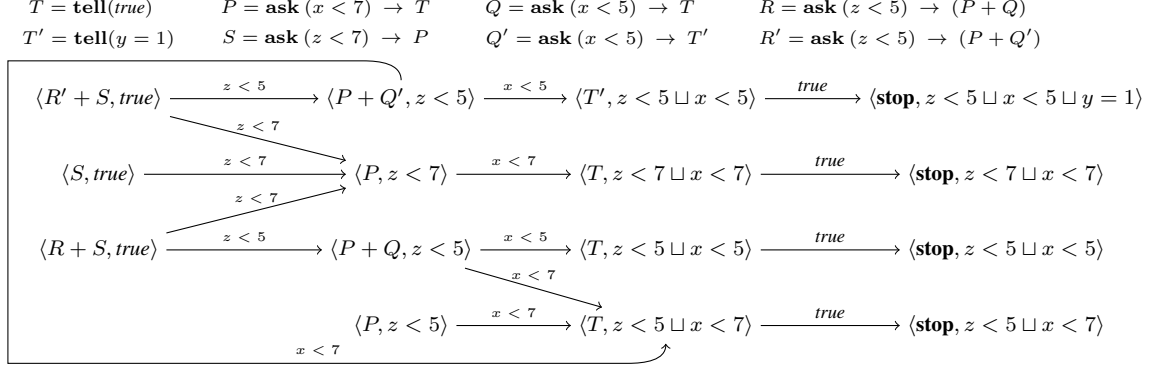 T = tell(true) P = ask (x < 7) → T Q = ask (x < 5) → T R = ask (z < 5) → (P + Q)
T′ = tell(y = 1) S = ask (z < 7) → P Q′ = ask (x < 5) → T′ R′ = ask (z < 5) → (P + Q′)
⟨R′ + S, true⟩ z < 5 ⟨P + Q′, z < 5⟩ x < 5 ⟨T′, z < 5 ⊔ x < 5⟩ true ⟨stop, z < 5 ⊔ x < 5 ⊔ y = 1⟩
z < 7
⟨S, true⟩ z < 7 ⟨P, z < 7⟩ x < 7 ⟨T, z < 7 ⊔ x < 7⟩ true ⟨stop, z < 7 ⊔ x < 7⟩
z < 7
⟨R + S, true⟩ z < 5 ⟨P + Q, z < 5⟩ x < 5 ⟨T, z < 5 ⊔ x < 5⟩ true ⟨stop, z < 5 ⊔ x < 5⟩
x < 7
⟨P, z < 5⟩ x < 7 ⟨T, z < 5 ⊔ x < 7⟩ true ⟨stop, z < 5 ⊔ x < 7⟩
x < 7